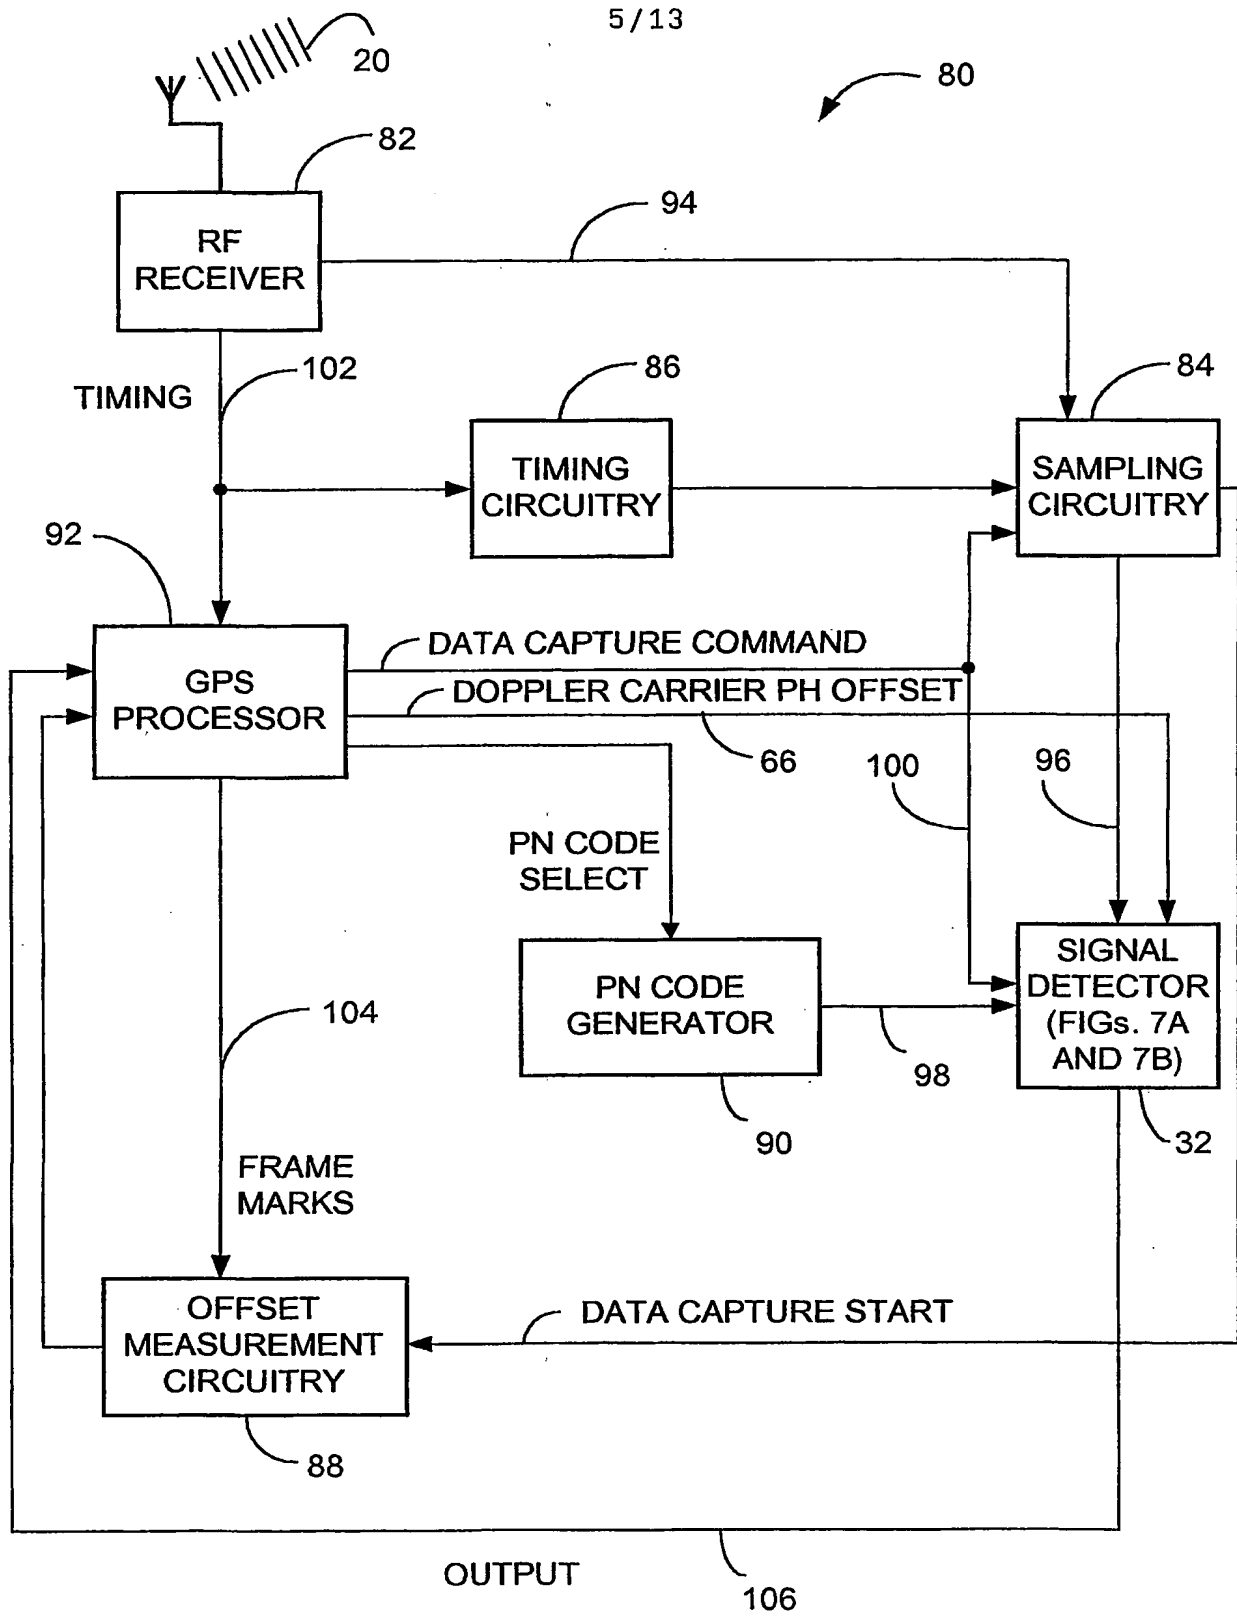 5/13
20
80
82
94
RF
RECEIVER
102
86
84
TIMING
TIMING
CIRCUITRY
SAMPLING
CIRCUITRY
92
DATA CAPTURE COMMAND
GPS
PROCESSOR
DOPPLER CARRIER PH OFFSET
66
100
96
PN CODE
SELECT
SIGNAL
DETECTOR
(FIGs. 7A
AND 7B)
PN CODE
GENERATOR
104
98
90
32
FRAME
MARKS
OFFSET
MEASUREMENT
CIRCUITRY
DATA CAPTURE START
88
OUTPUT
106